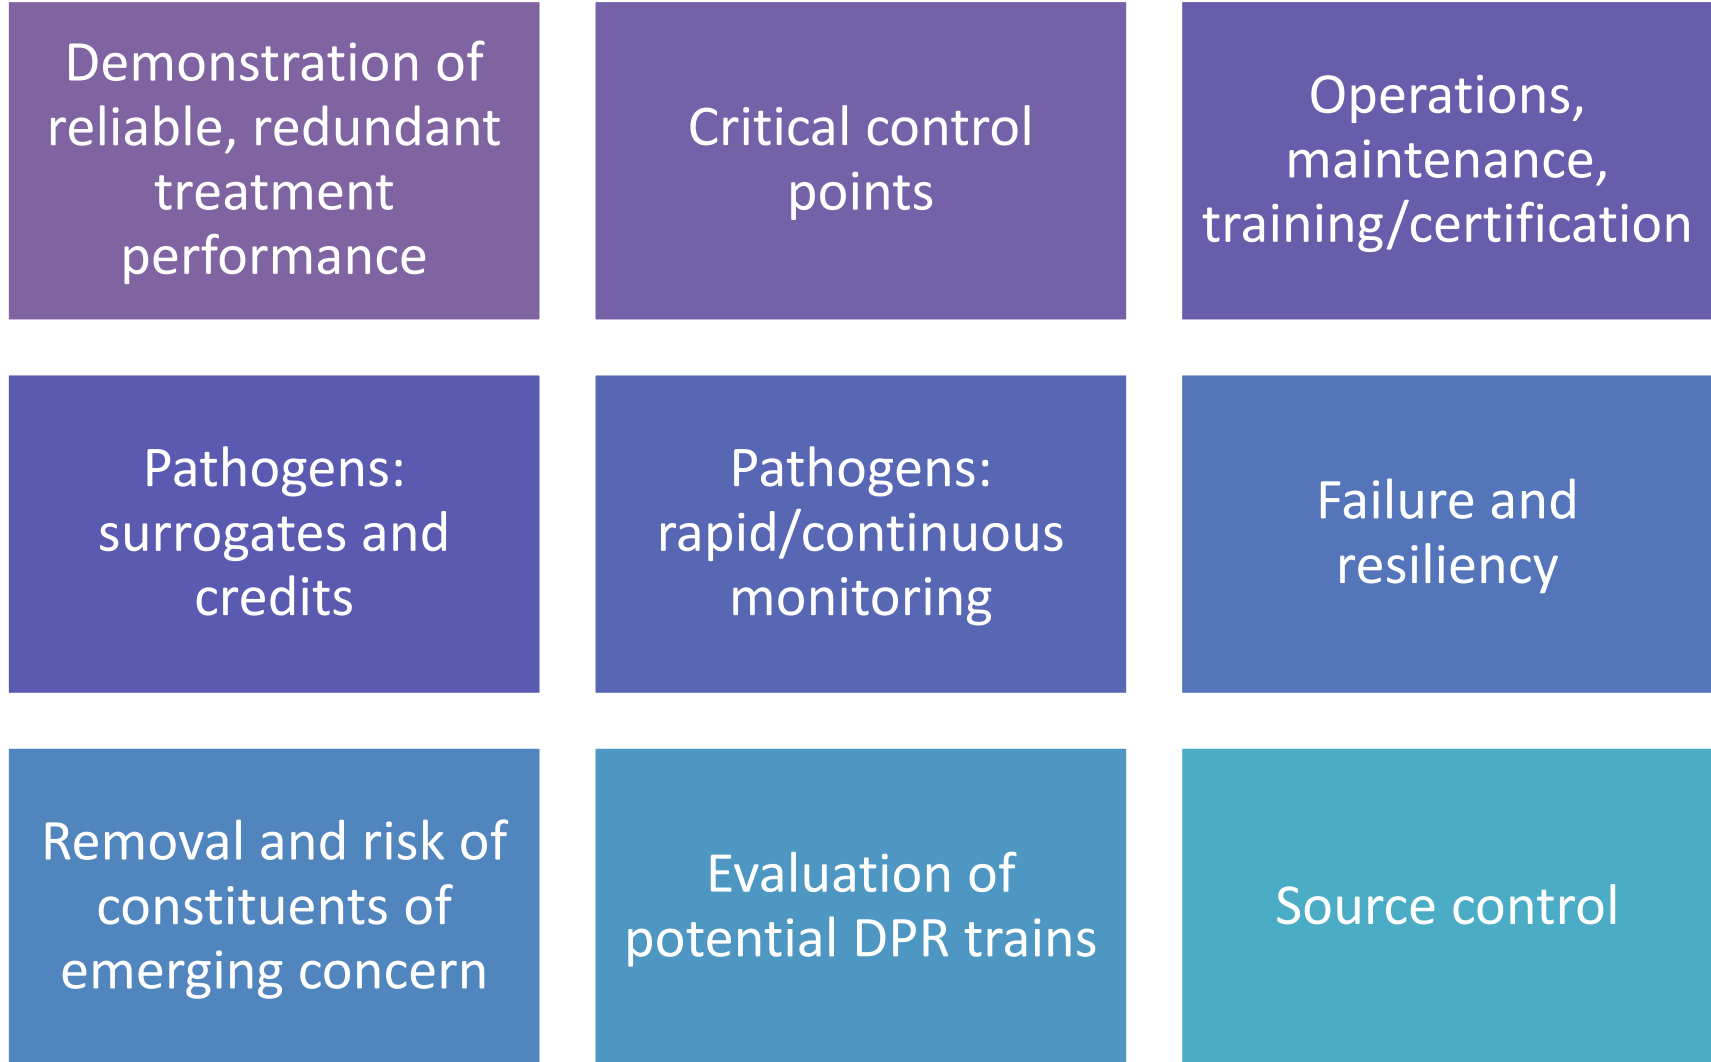 Demonstration of
reliable, redundant
treatment
performance
Critical control
points
Operations,
maintenance,
training/certification
Pathogens:
surrogates and
credits
Pathogens:
rapid/continuous
monitoring
Failure and
resiliency
Removal and risk of
constituents of
emerging concern
Evaluation of
potential DPR trains
Source control